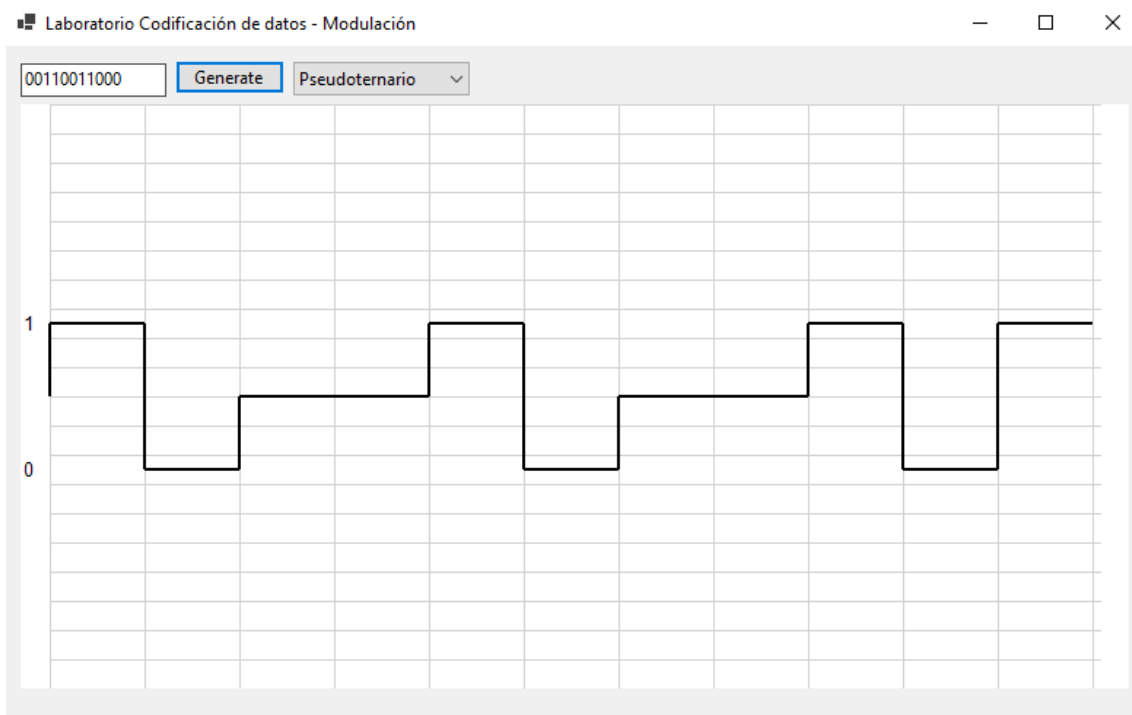 Laboratorio Codificación de datos - Modulación
00110011000 Generate Pseudoternario
1
0